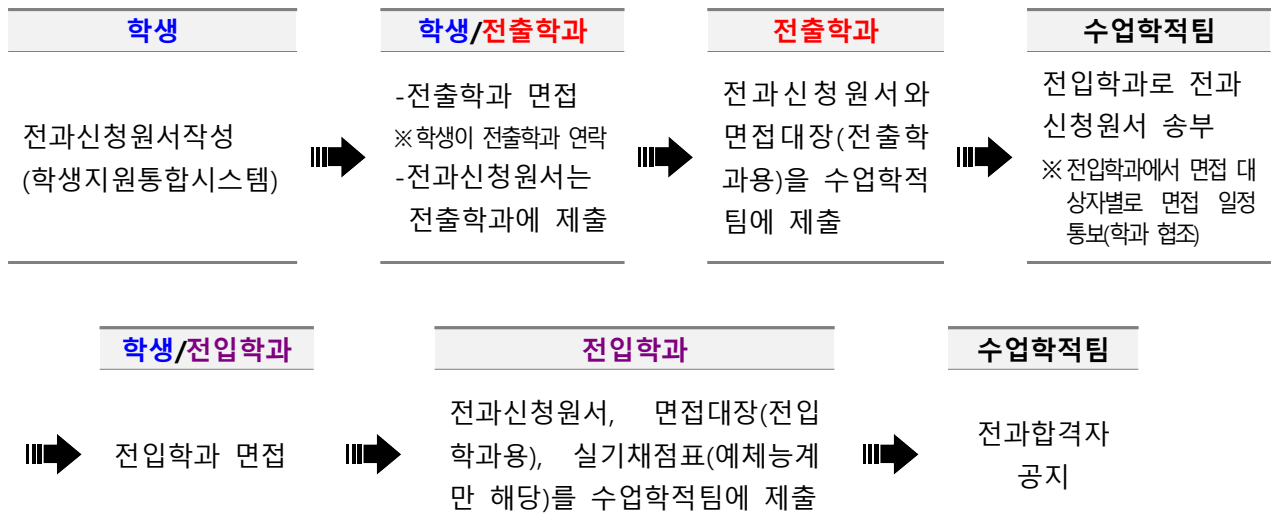 학생
전과신청원서작성
(학생지원통합시스템)
학생/전출학과
-전출학과 면접
※학생이 전출학과 연락
-전과신청원서는
전출학과에 제출
전출학과
전과신청원서와
면접대장(전출학
과용)을 수업학적
팀에 제출
수업학적팀
전입학과로 전과
신청원서 송부
※전입학과에서 면접 대
상자별로 면접 일정
통보(학과 협조)
학생/전입학과
전입학과 면접
전입학과
전과신청원서, 면접대장(전입
학과용), 실기채점표(예체능계
만 해당)를 수업학적팀에 제출
수업학적팀
전과합격자
공지